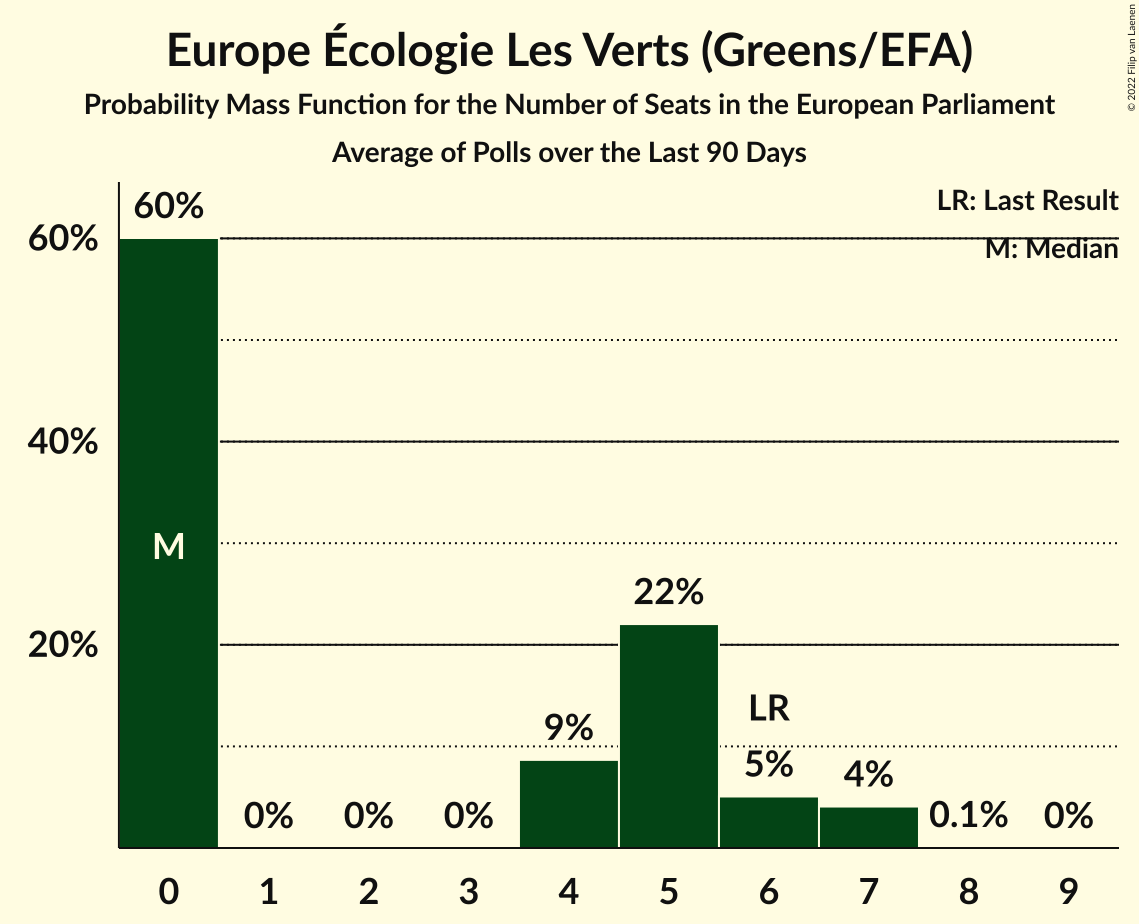 Europe Écologie Les Verts (Greens/EFA)
Probability Mass Function for the Number of Seats in the European Parliament
Average of Polls over the Last 90 Days
© 2022 Filip van Laenen
LR: Last Result
M: Median
60%
40%
20%
60%
M
0%
0%
0%
9%
22%
LR
5%
4%
0.1%
0%
0 1 2 3 4 5 6 7 8 9